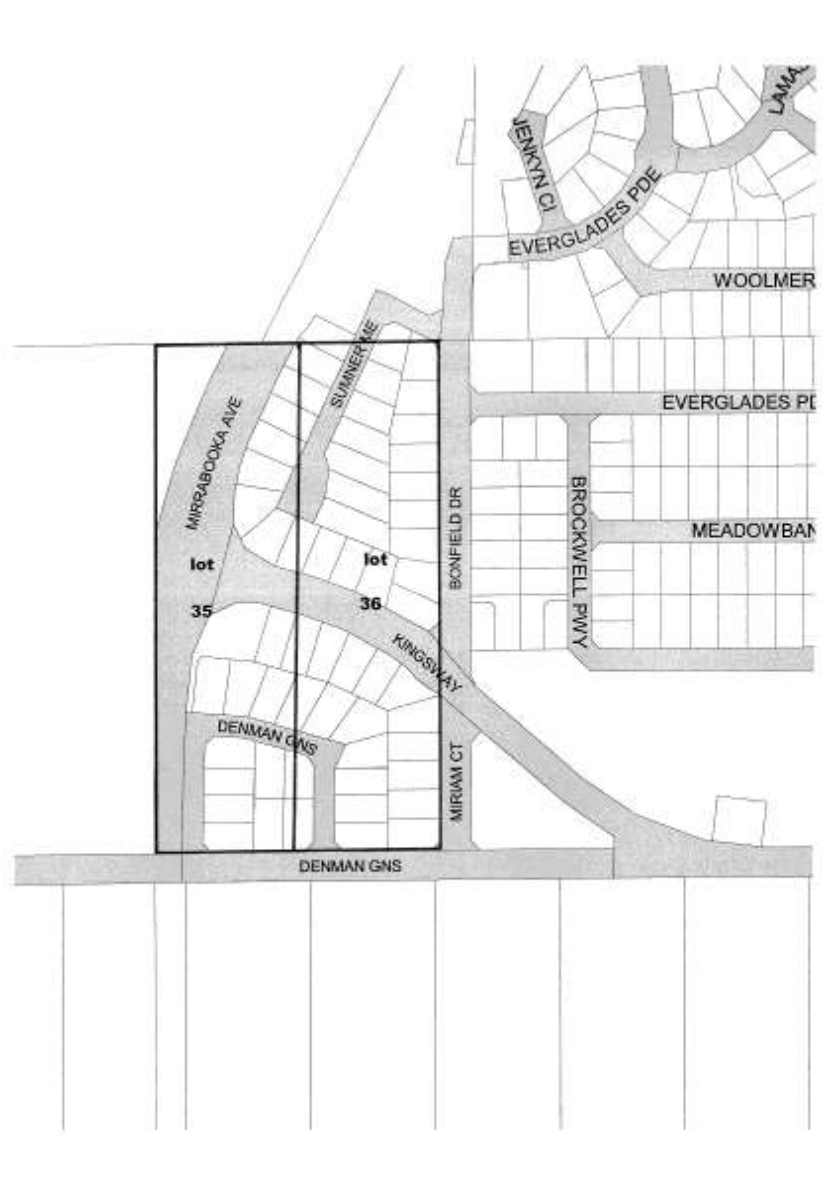 LAMAS
JENKYN CI
EVERGLADES PDE
WOOLMER
SUMNER ME
EVERGLADES PD
MIRRABOOKA AVE
BONFIELD DR
BROCKWELL PWY
MEADOWBAN
lot
35
lot
36
KINGSWAY
DENMAN GNS
MIRIAM CT
DENMAN GNS